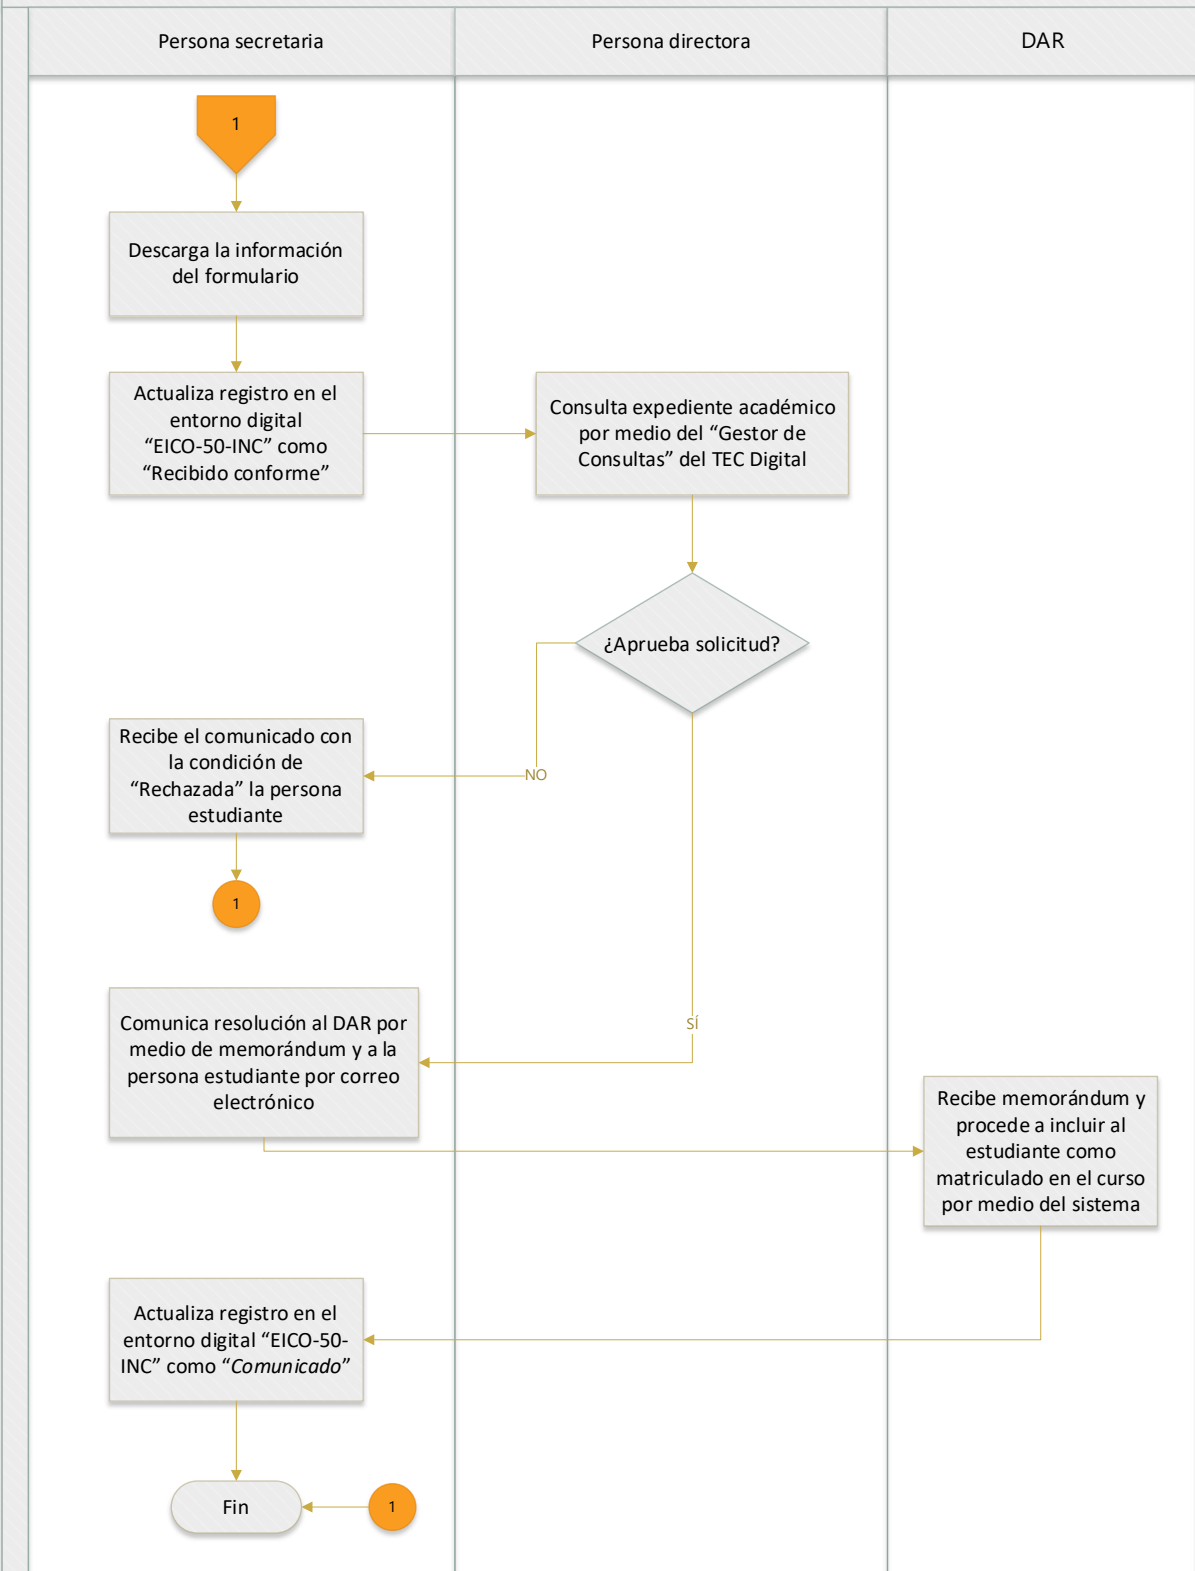 Persona secretaria
Persona directora
DAR
1
Descarga la información
del formulario
Actualiza registro en el
entorno digital
“EICO-50-INC” como
“Recibido conforme”
Consulta expediente académico
por medio del “Gestor de
Consultas” del TEC Digital
¿Aprueba solicitud?
NO
Recibe el comunicado con
la condición de
“Rechazada” la persona
estudiante
1
SÍ
Comunica resolución al DAR por
medio de memorándum y a la
persona estudiante por correo
electrónico
Recibe memorándum y
procede a incluir al
estudiante como
matriculado en el curso
por medio del sistema
Actualiza registro en el
entorno digital “EICO-50-
INC” como “Comunicado”
Fin
1